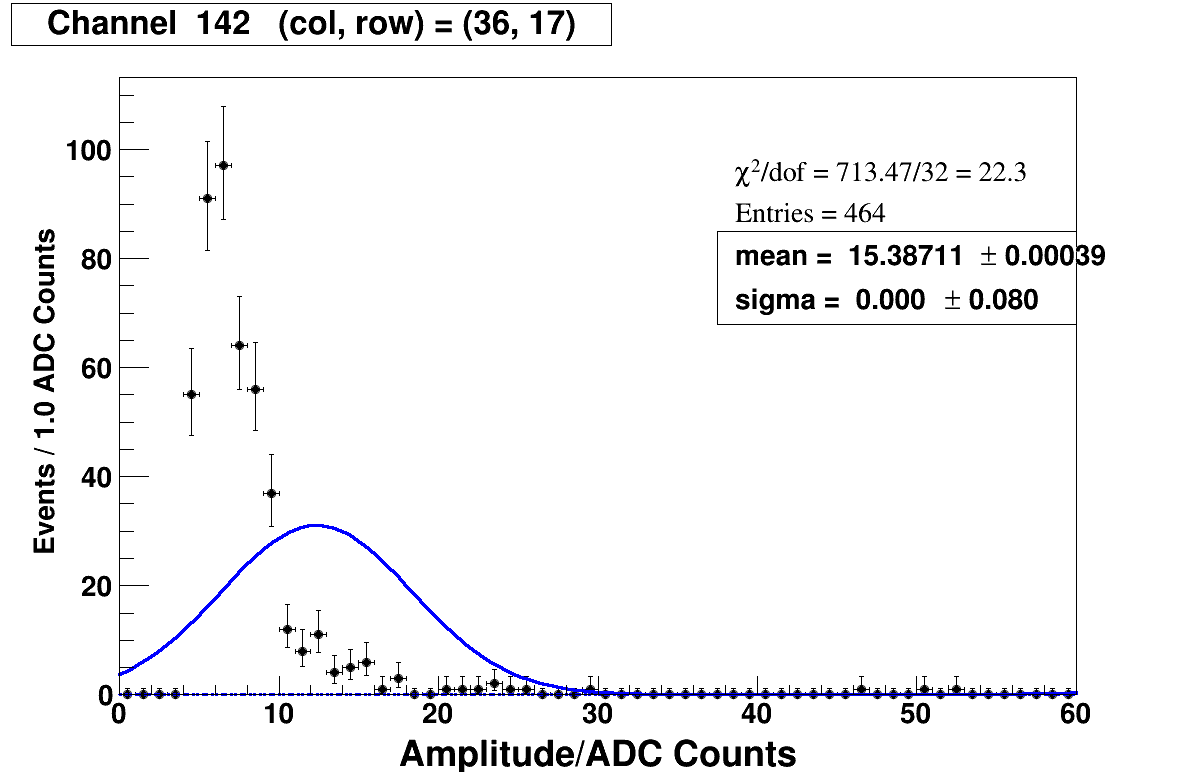 Channel 142 (col, row) = (36, 17)
χ²/dof = 713.47/32 = 22.3
Entries = 464
mean = 15.38711 ± 0.00039
sigma = 0.000 ± 0.080
Events / 1.0 ADC Counts
100
80
60
40
20
0
0 10 20 30 40 50 60
Amplitude/ADC Counts